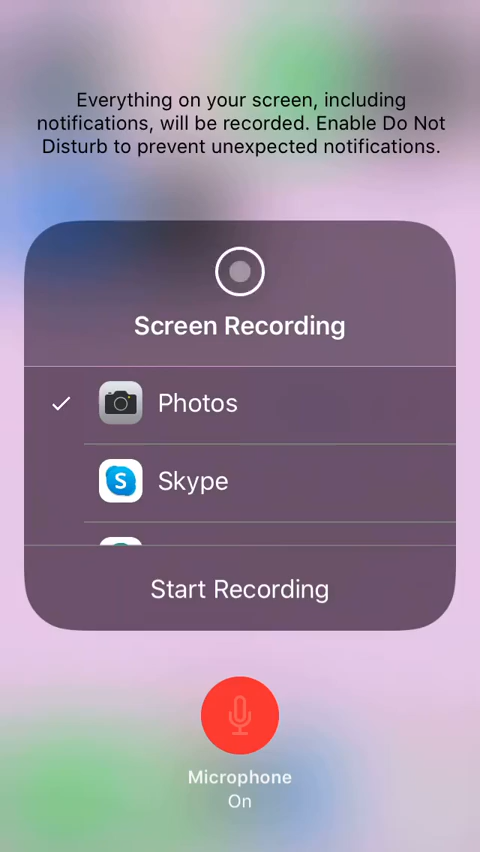 Everything on your screen, including
notifications, will be recorded. Enable Do Not
Disturb to prevent unexpected notifications.
Screen Recording
Photos
S
Skype
Start Recording
Microphone
On